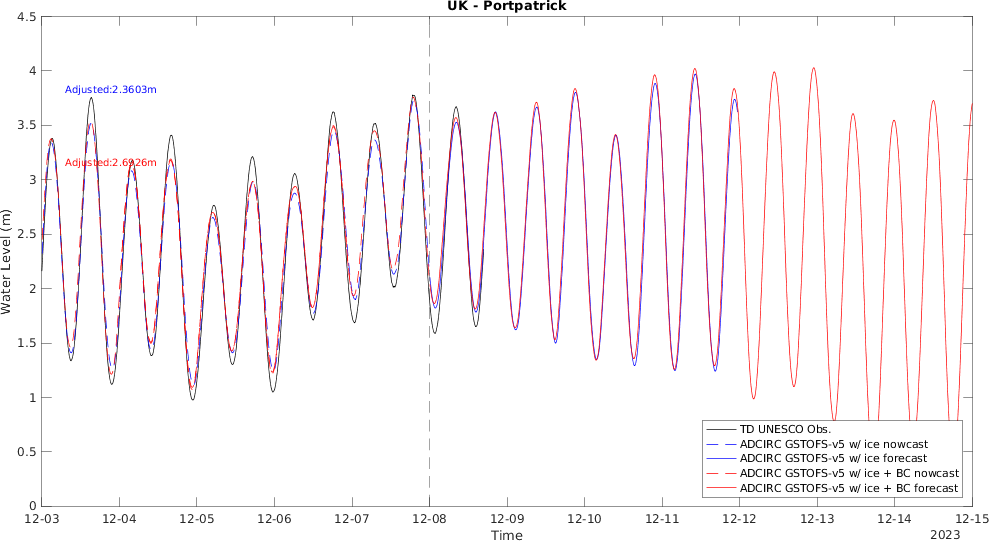 UK - Portpatrick
4.5
4
3.5
3
2.5
2
1.5
1
0.5
0
Water Level (m)
Adjusted:2.3603m
Adjusted:2.6926m
TD UNESCO Obs.
ADCIRC GSTOFS-v5 w/ ice nowcast
ADCIRC GSTOFS-v5 w/ ice forecast
ADCIRC GSTOFS-v5 w/ ice + BC nowcast
ADCIRC GSTOFS-v5 w/ ice + BC forecast
12-03 12-04 12-05 12-06 12-07 12-08 12-09 12-10 12-11 12-12 12-13 12-14 12-15
Time
2023